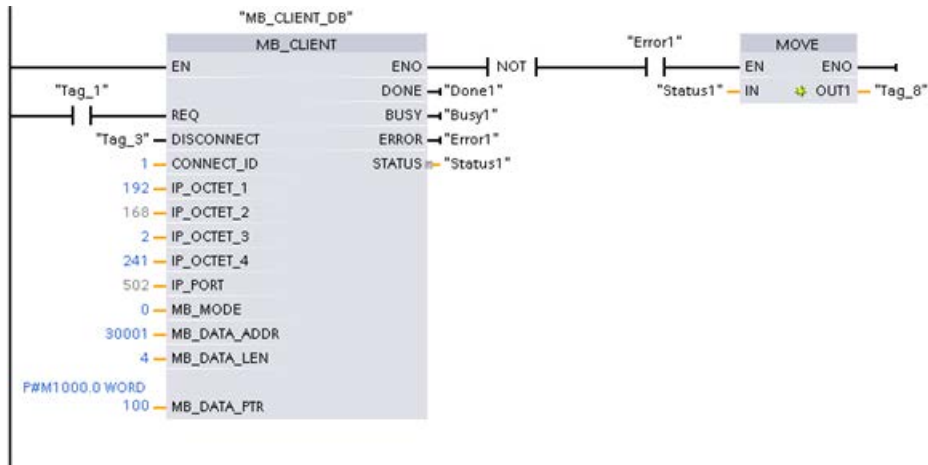 "MB_CLIENT_DB"
MB_CLIENT
EN ENO
NOT
"Error1"
MOVE
EN ENO
DONE "Done1"
"Status1" IN OUT1 "Tag_8"
"Tag_1"
REQ BUSY "Busy1"
"Tag_3" DISCONNECT ERROR "Error1"
1 CONNECT_ID STATUS "Status1"
192 IP_OCTET_1
168 IP_OCTET_2
2 IP_OCTET_3
241 IP_OCTET_4
502 IP_PORT
0 MB_MODE
30001 MB_DATA_ADDR
4 MB_DATA_LEN
P#M1000.0 WORD
100 MB_DATA_PTR